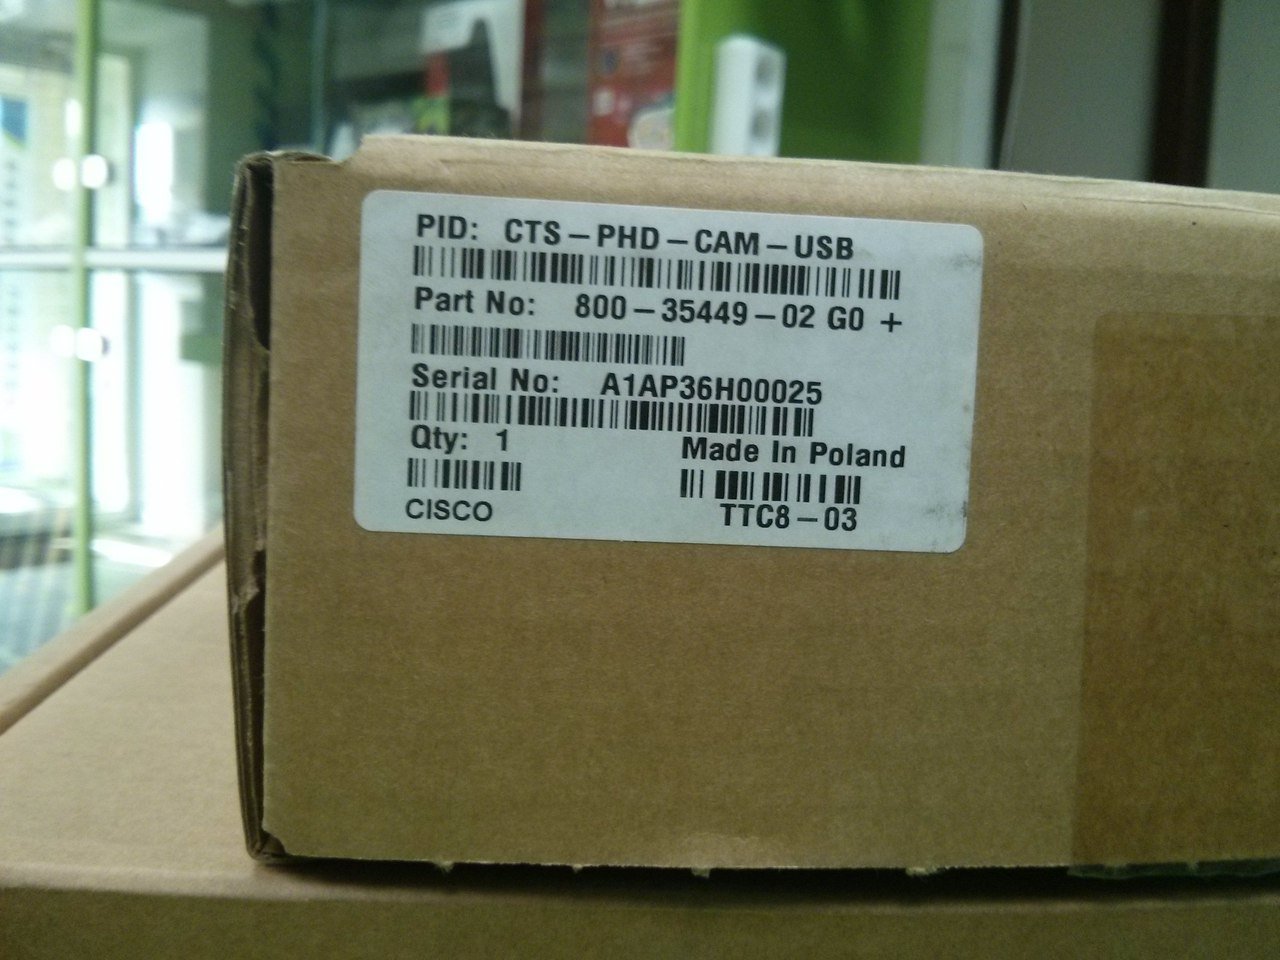 PID: CTS-PHD-CAM-USB
Part No: 800-35449-02 G0 +
Serial No: A1AP36H00025
Qty: 1
Made In Poland
CISCO
TTC8-03